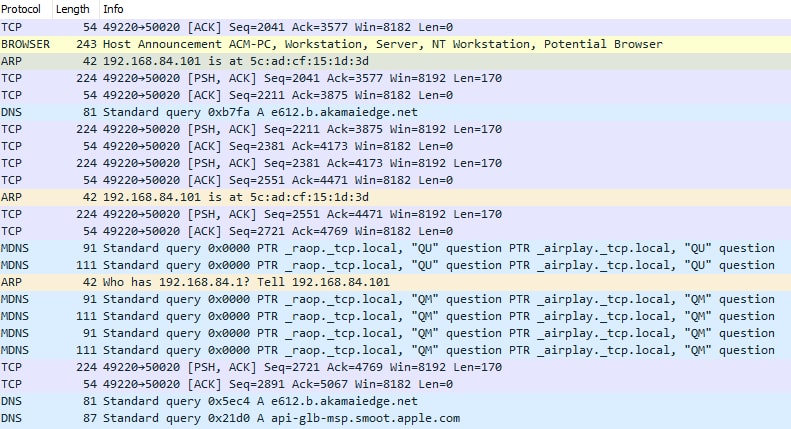 Protocol Length Info
TCP 54 49220→50020 [ACK] Seq=2041 Ack=3577 Win=8182 Len=0
BROWSER 243 Host Announcement ACM-PC, Workstation, Server, NT Workstation, Potential Browser
ARP 42 192.168.84.101 is at 5c:ad:cf:15:1d:3d
TCP 224 49220→50020 [PSH, ACK] Seq=2041 Ack=3577 Win=8192 Len=170
TCP 54 49220→50020 [ACK] Seq=2211 Ack=3875 Win=8182 Len=0
DNS 81 Standard query 0xb7fa A e612.b.akamaiedge.net
TCP 224 49220→50020 [PSH, ACK] Seq=2211 Ack=3875 Win=8192 Len=170
TCP 54 49220→50020 [ACK] Seq=2381 Ack=4173 Win=8182 Len=0
TCP 224 49220→50020 [PSH, ACK] Seq=2381 Ack=4173 Win=8192 Len=170
TCP 54 49220→50020 [ACK] Seq=2551 Ack=4471 Win=8182 Len=0
ARP 42 192.168.84.101 is at 5c:ad:cf:15:1d:3d
TCP 224 49220→50020 [PSH, ACK] Seq=2551 Ack=4471 Win=8192 Len=170
TCP 54 49220→50020 [ACK] Seq=2721 Ack=4769 Win=8182 Len=0
MDNS 91 Standard query 0x0000 PTR _raop._tcp.local, "QU" question PTR _airplay._tcp.local, "QU" question
MDNS 111 Standard query 0x0000 PTR _raop._tcp.local, "QU" question PTR _airplay._tcp.local, "QU" question
ARP 42 Who has 192.168.84.1? Tell 192.168.84.101
MDNS 91 Standard query 0x0000 PTR _raop._tcp.local, "QM" question PTR _airplay._tcp.local, "QM" question
MDNS 111 Standard query 0x0000 PTR _raop._tcp.local, "QM" question PTR _airplay._tcp.local, "QM" question
MDNS 91 Standard query 0x0000 PTR _raop._tcp.local, "QM" question PTR _airplay._tcp.local, "QM" question
MDNS 111 Standard query 0x0000 PTR _raop._tcp.local, "QM" question PTR _airplay._tcp.local, "QM" question
TCP 224 49220→50020 [PSH, ACK] Seq=2721 Ack=4769 Win=8192 Len=170
TCP 54 49220→50020 [ACK] Seq=2891 Ack=5067 Win=8182 Len=0
DNS 81 Standard query 0x5ec4 A e612.b.akamaiedge.net
DNS 87 Standard query 0x21d0 A api-glb-msp.smoot.apple.com